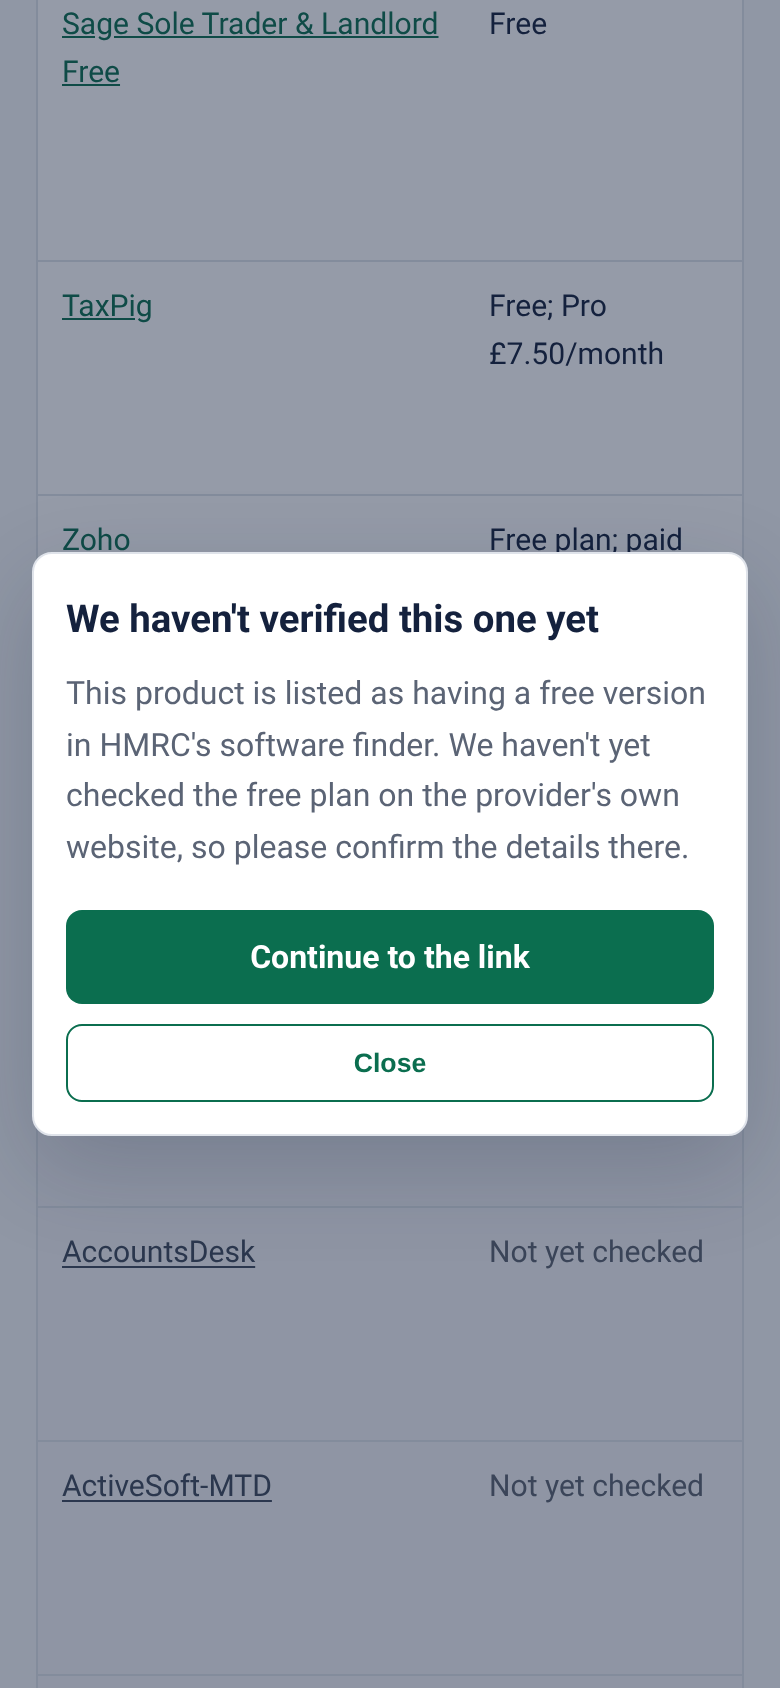 Sage Sole Trader & Landlord Free
Free
TaxPig
Free; Pro
£7.50/month
Zoho
Free plan; paid
We haven't verified this one yet
This product is listed as having a free version
in HMRC's software finder. We haven't yet
checked the free plan on the provider's own
website, so please confirm the details there.
Continue to the link
Close
AccountsDesk
Not yet checked
ActiveSoft-MTD
Not yet checked